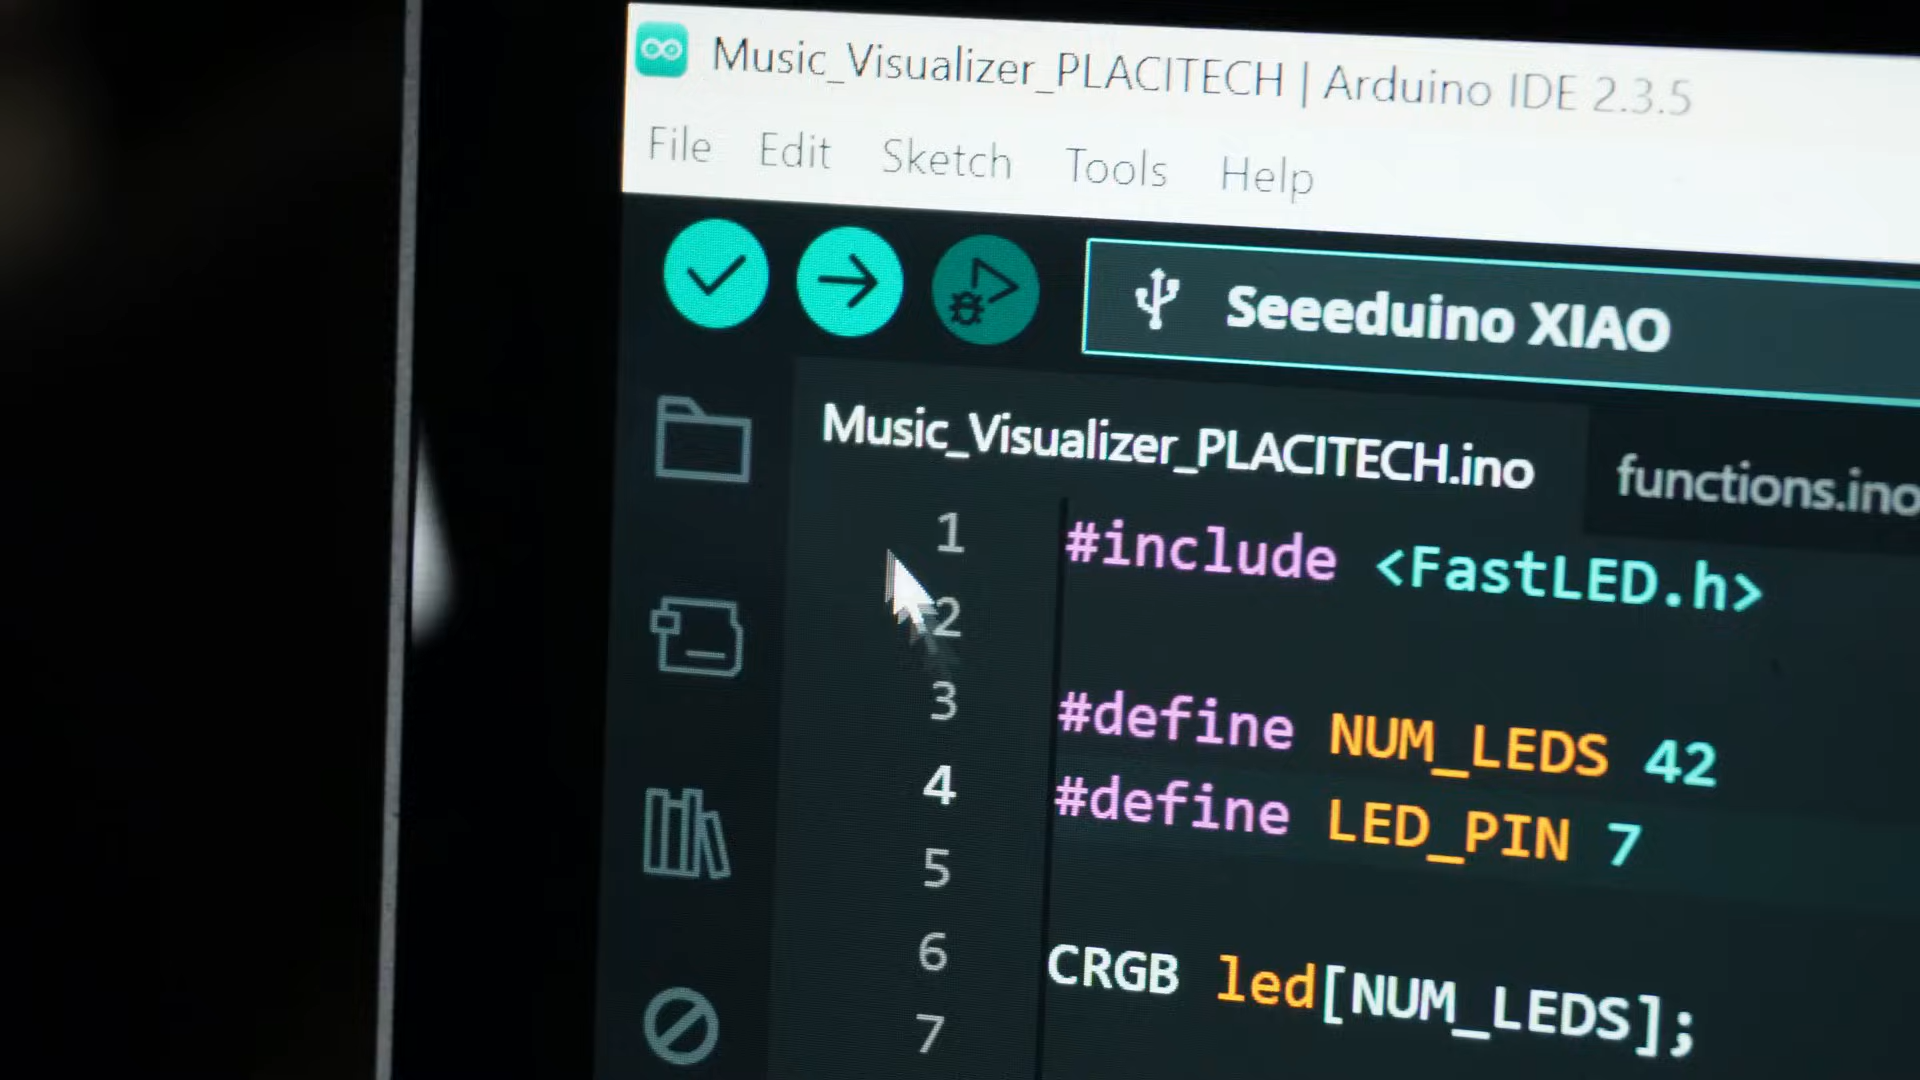 Music_Visualizer_PLACITECH | Arduino IDE 2.3.5
File Edit Sketch Tools Help
Seeeduino XIAO
Music_Visualizer_PLACITECH.ino functions.ino
1 #include <FastLED.h>
2
3 #define NUM_LEDS 42
4 #define LED_PIN 7
5
6 CRGB led[NUM_LEDS];
7